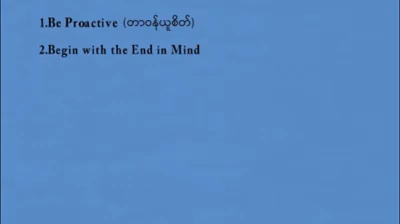 1.Be Proactive (တာဝန်ယူစိတ်)
2.Begin with the End in Mind